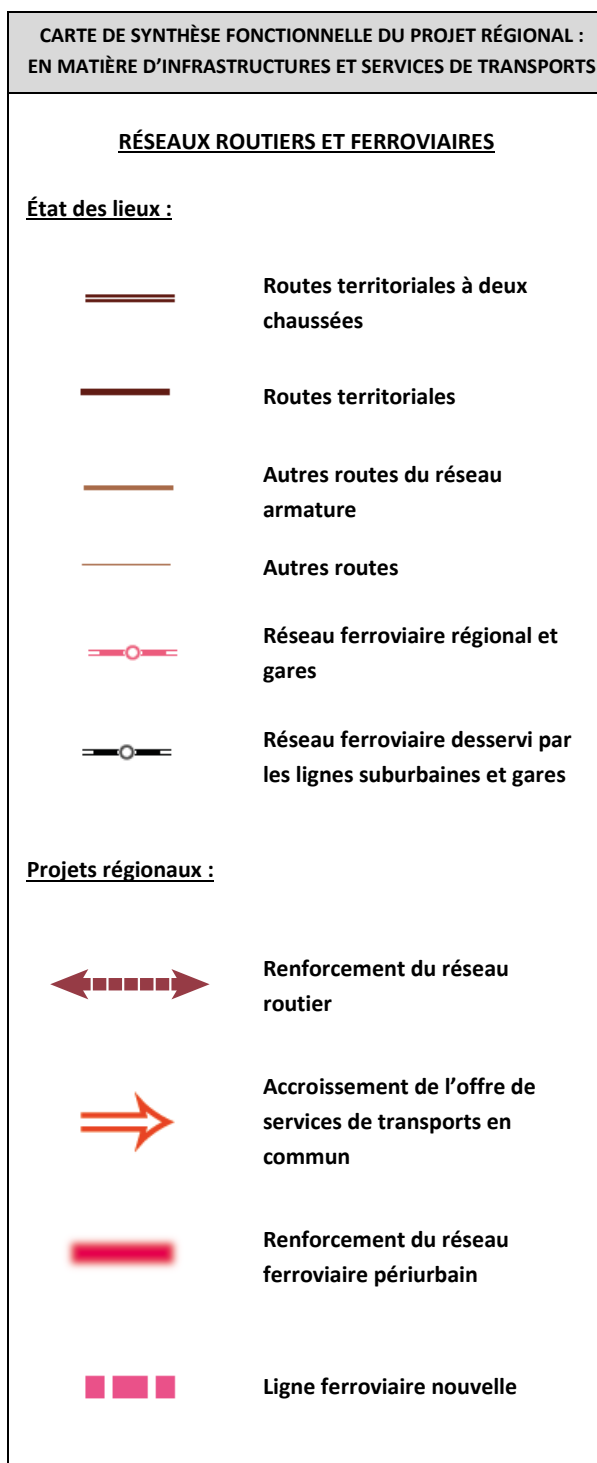 CARTE DE SYNTHÈSE FONCTIONNELLE DU PROJET RÉGIONAL :
EN MATIÈRE D’INFRASTRUCTURES ET SERVICES DE TRANSPORTS
RÉSEAUX ROUTIERS ET FERROVIAIRES
État des lieux :
Routes territoriales à deux
chaussées
Routes territoriales
Autres routes du réseau
armature
Autres routes
Réseau ferroviaire régional et
gares
Réseau ferroviaire desservi par
les lignes suburbaines et gares
Projets régionaux :
Renforcement du réseau
routier
Accroissement de l’offre de
services de transports en
commun
Renforcement du réseau
ferroviaire périurbain
Ligne ferroviaire nouvelle